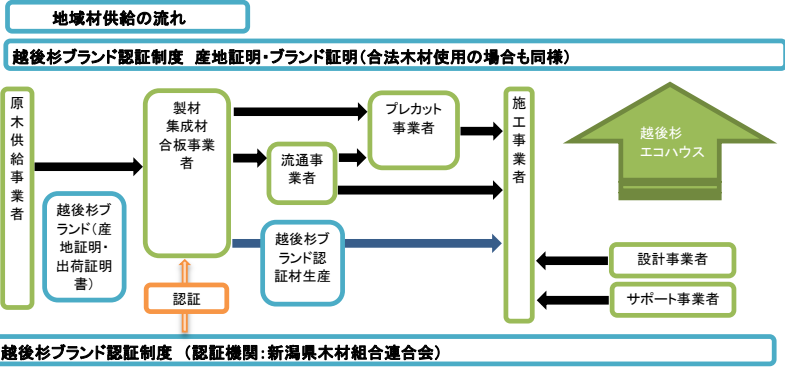 地域材供給の流れ
越後杉ブランド認証制度 産地証明・ブランド証明（合法木材使用の場合も同様）
原木供給事業者
越後杉ブ
ランド（産
地証明・
出荷証明
書）
製材
集成材
合板事業
者
認証
流通事
業者
越後杉ブ
ランド認
証材生産
プレカット
事業者
施工事業者
越後杉
エコハウス
設計事業者
サポート事業者
越後杉ブランド認証制度 （認証機関：新潟県木材組合連合会）